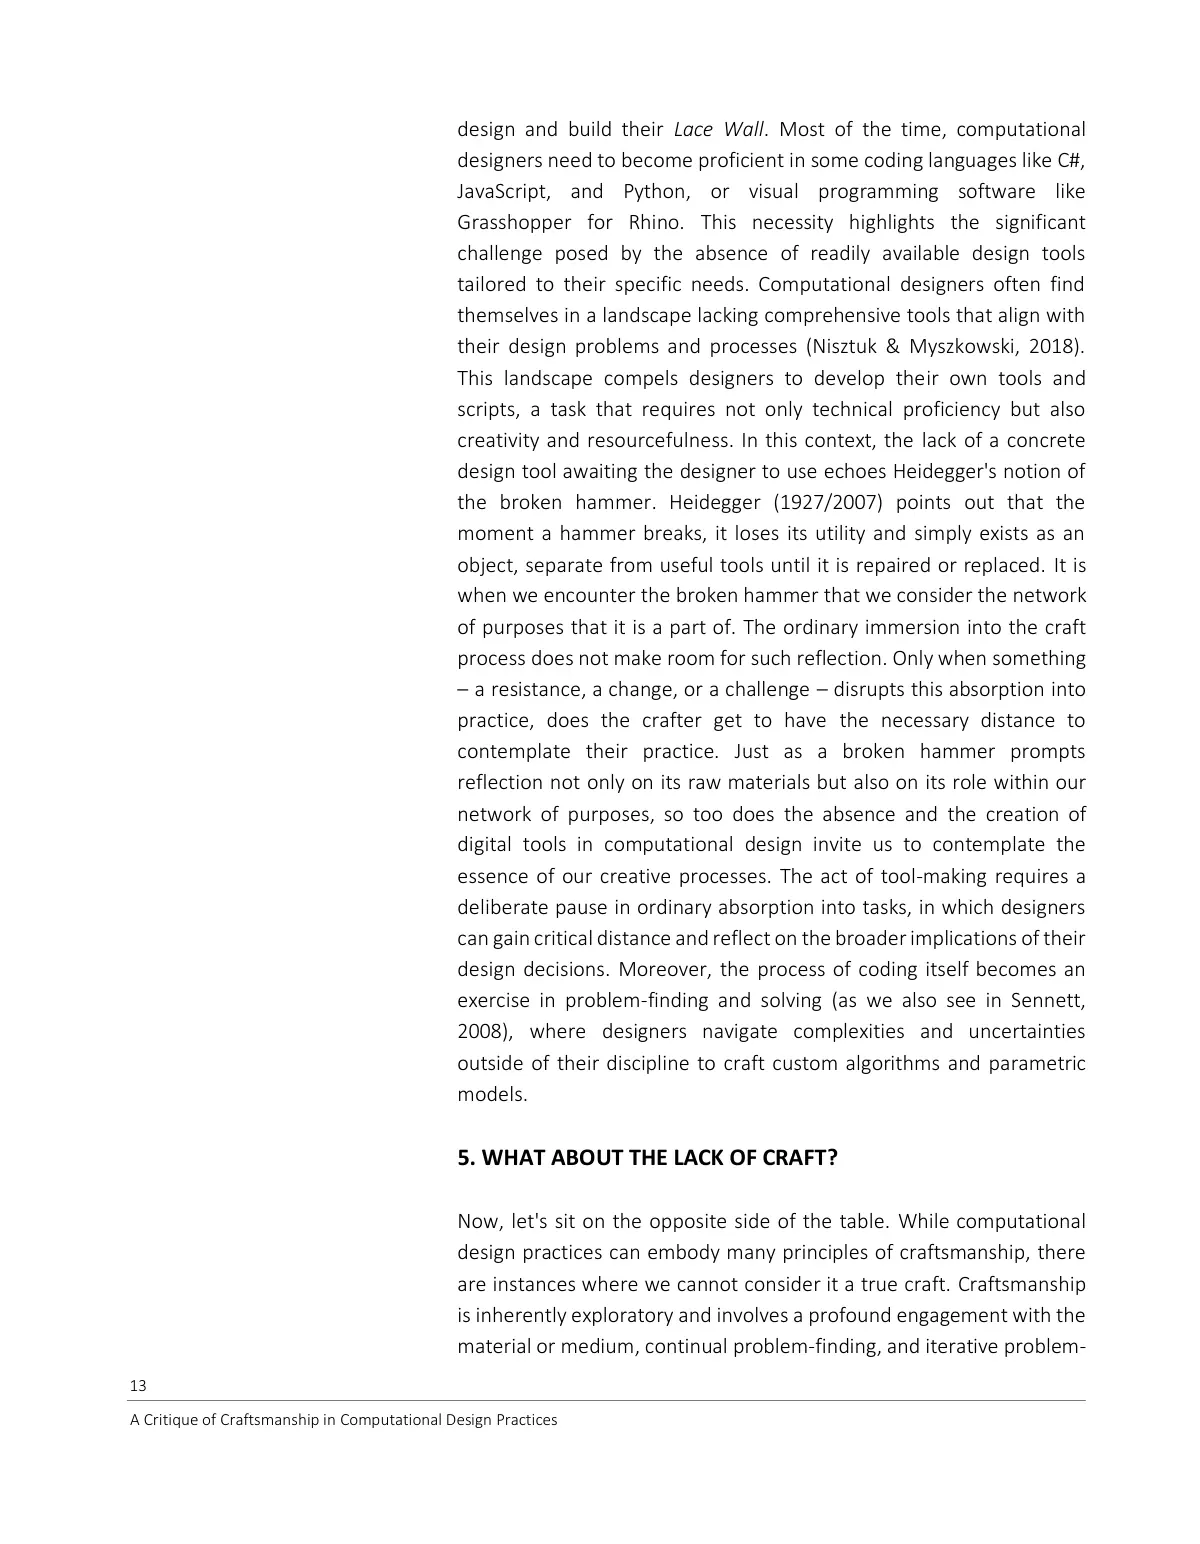 design and build their Lace Wall. Most of the time, computational
designers need to become proficient in some coding languages like C#,
JavaScript, and Python, or visual programming software like
Grasshopper for Rhino. This necessity highlights the significant
challenge posed by the absence of readily available design tools
tailored to their specific needs. Computational designers often find
themselves in a landscape lacking comprehensive tools that align with
their design problems and processes (Nisztuk & Myszkowski, 2018).
This landscape compels designers to develop their own tools and
scripts, a task that requires not only technical proficiency but also
creativity and resourcefulness. In this context, the lack of a concrete
design tool awaiting the designer to use echoes Heidegger's notion of
the broken hammer. Heidegger (1927/2007) points out that the
moment a hammer breaks, it loses its utility and simply exists as an
object, separate from useful tools until it is repaired or replaced. It is
when we encounter the broken hammer that we consider the network
of purposes that it is a part of. The ordinary immersion into the craft
process does not make room for such reflection. Only when something
– a resistance, a change, or a challenge – disrupts this absorption into
practice, does the crafter get to have the necessary distance to
contemplate their practice. Just as a broken hammer prompts
reflection not only on its raw materials but also on its role within our
network of purposes, so too does the absence and the creation of
digital tools in computational design invite us to contemplate the
essence of our creative processes. The act of tool-making requires a
deliberate pause in ordinary absorption into tasks, in which designers
can gain critical distance and reflect on the broader implications of their
design decisions. Moreover, the process of coding itself becomes an
exercise in problem-finding and solving (as we also see in Sennett,
2008), where designers navigate complexities and uncertainties
outside of their discipline to craft custom algorithms and parametric
models.
5. WHAT ABOUT THE LACK OF CRAFT?
Now, let's sit on the opposite side of the table. While computational
design practices can embody many principles of craftsmanship, there
are instances where we cannot consider it a true craft. Craftsmanship
is inherently exploratory and involves a profound engagement with the
material or medium, continual problem-finding, and iterative problem-
13
A Critique of Craftsmanship in Computational Design Practices